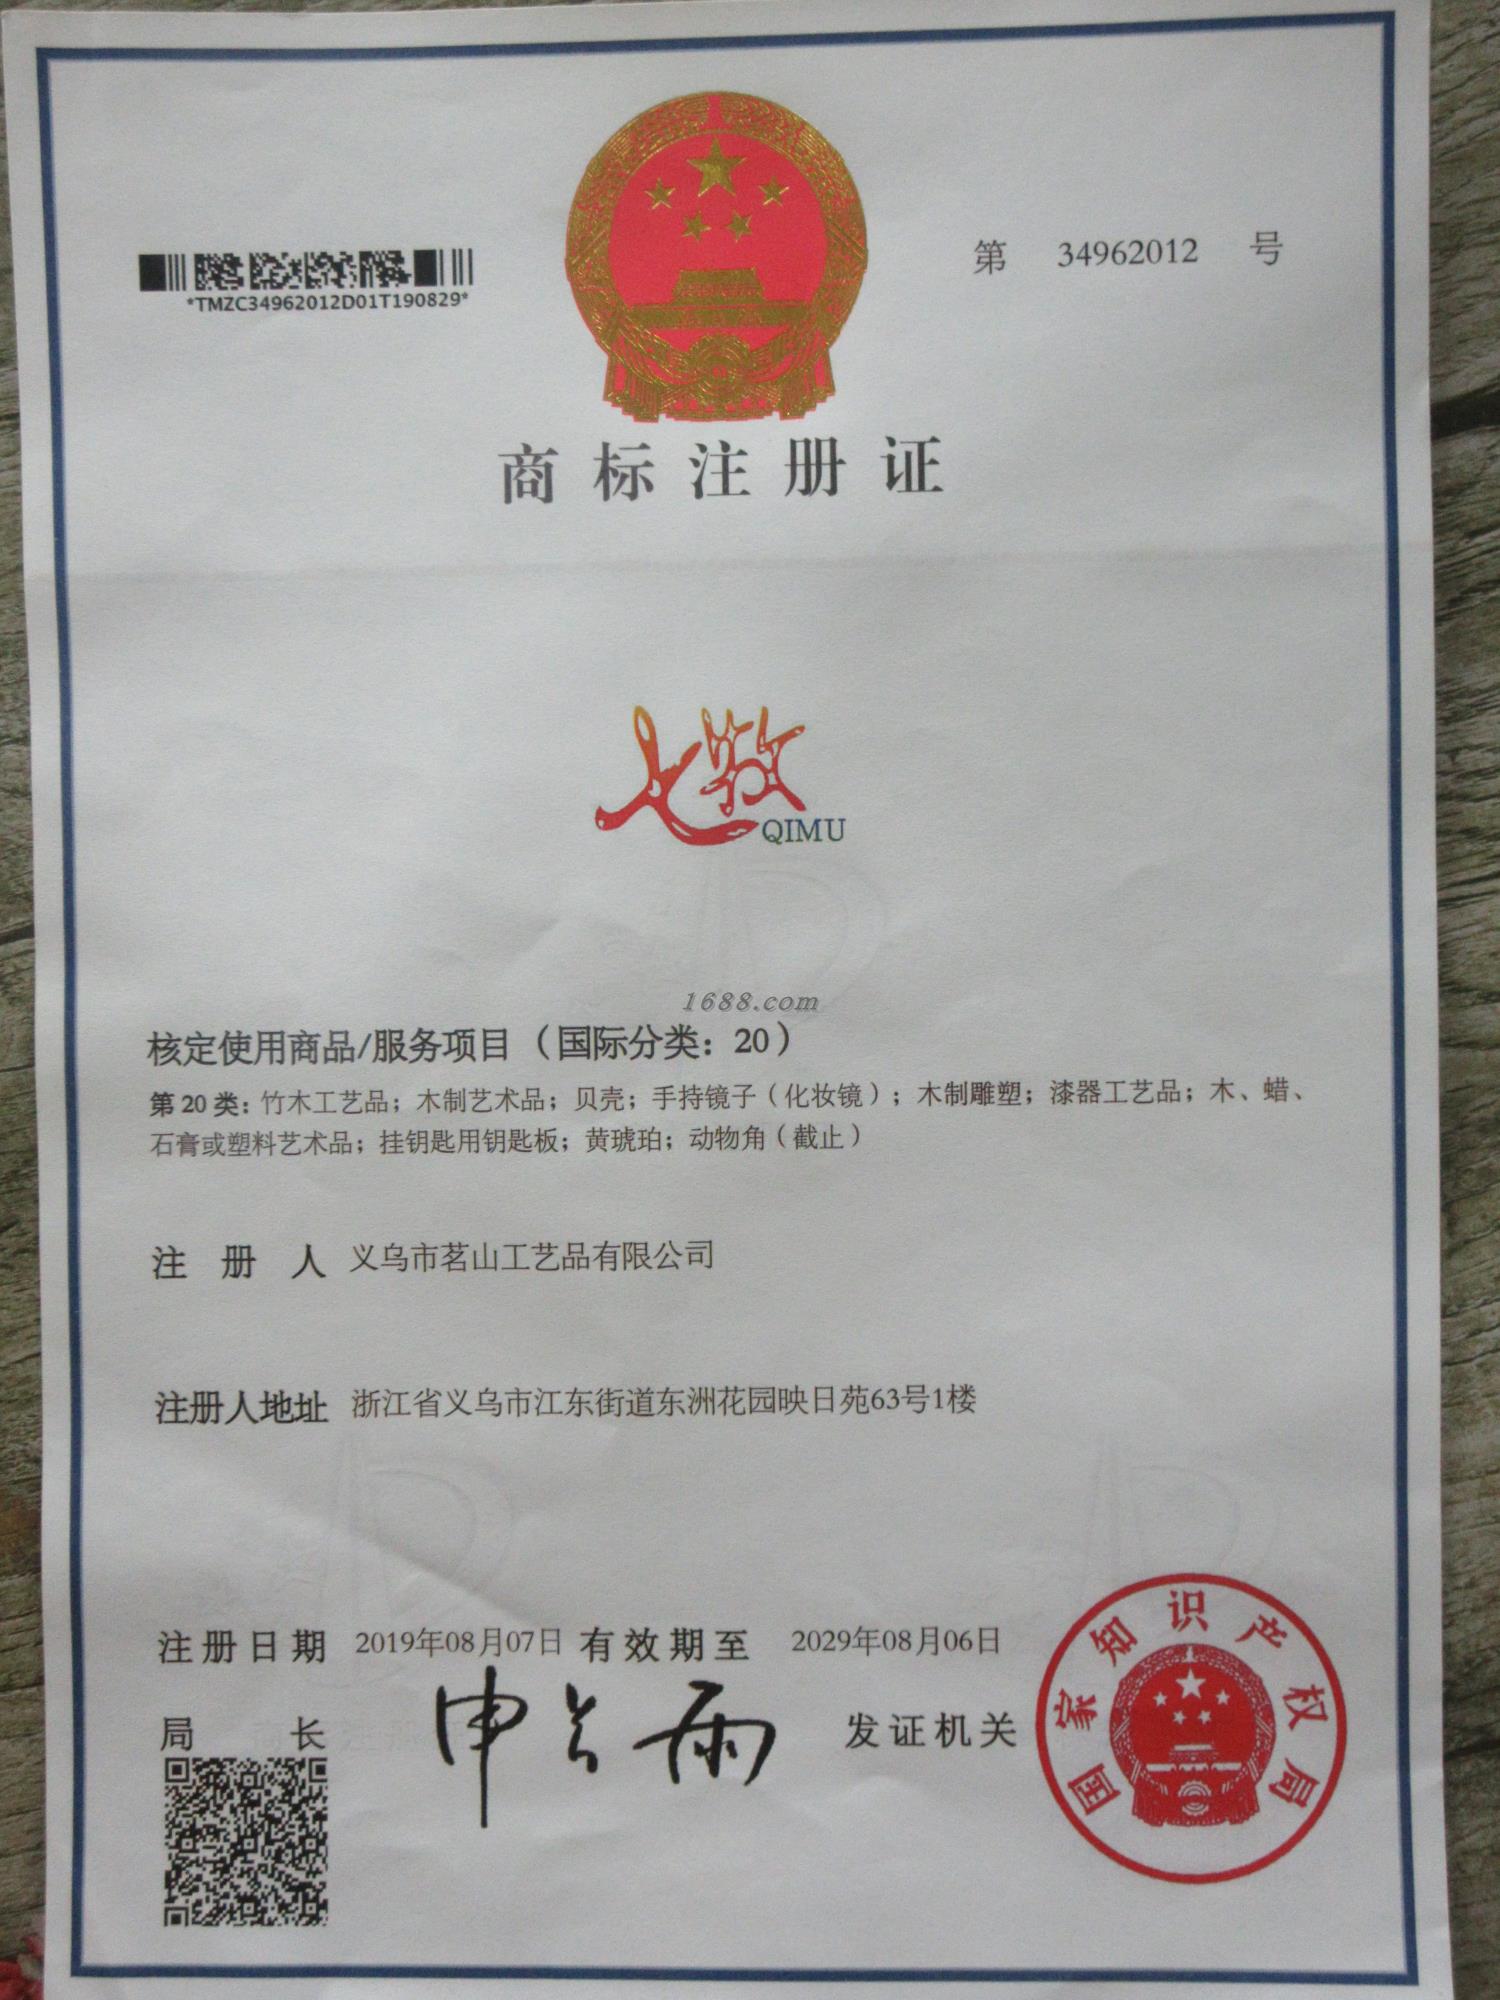 第 34962012 号
*TMZC34962012D01T190829*
商标注册证
七牧
QIMU
1688.com
核定使用商品/服务项目（国际分类：20）
第20类：竹木工艺品；木制艺术品；贝壳；手持镜子（化妆镜）；木制雕塑；漆器工艺品；木、蜡、
石膏或塑料艺术品；挂钥匙用钥匙板；黄琥珀；动物角（截止）
注册人 义乌市茗山工艺品有限公司
注册人地址 浙江省义乌市江东街道东洲花园映日苑63号1楼
注册日期 2019年08月07日 有效期至 2029年08月06日
局长 申长雨 发证机关
国家知识产权局